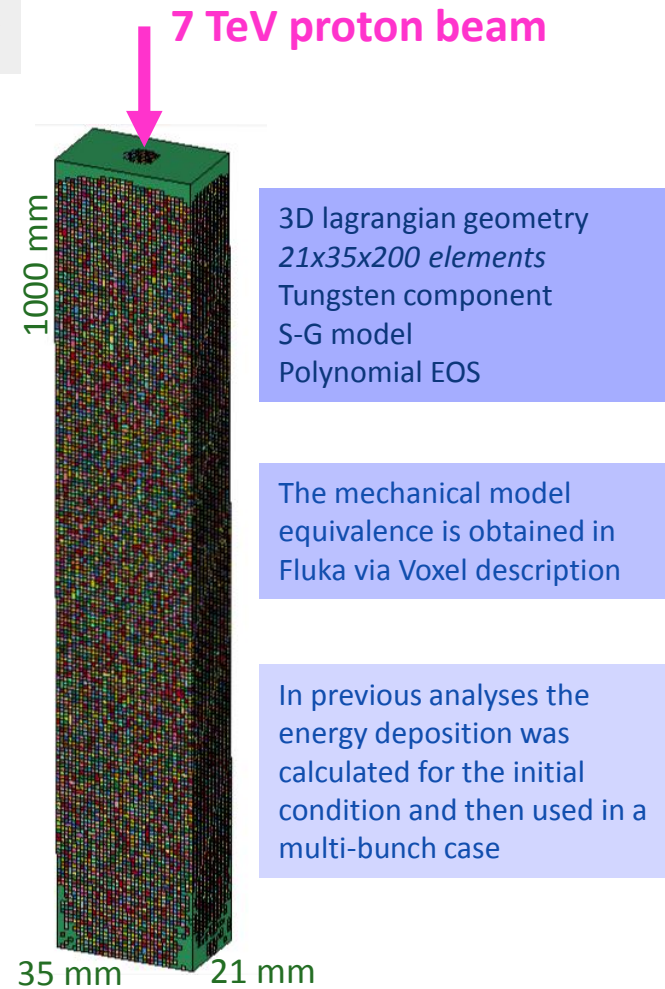 7 TeV proton beam
1000 mm
3D lagrangian geometry
21x35x200 elements
Tungsten component
S-G model
Polynomial EOS
The mechanical model
equivalence is obtained in
Fluka via Voxel description
In previous analyses the
energy deposition was
calculated for the initial
condition and then used in a
multi-bunch case
35 mm
21 mm